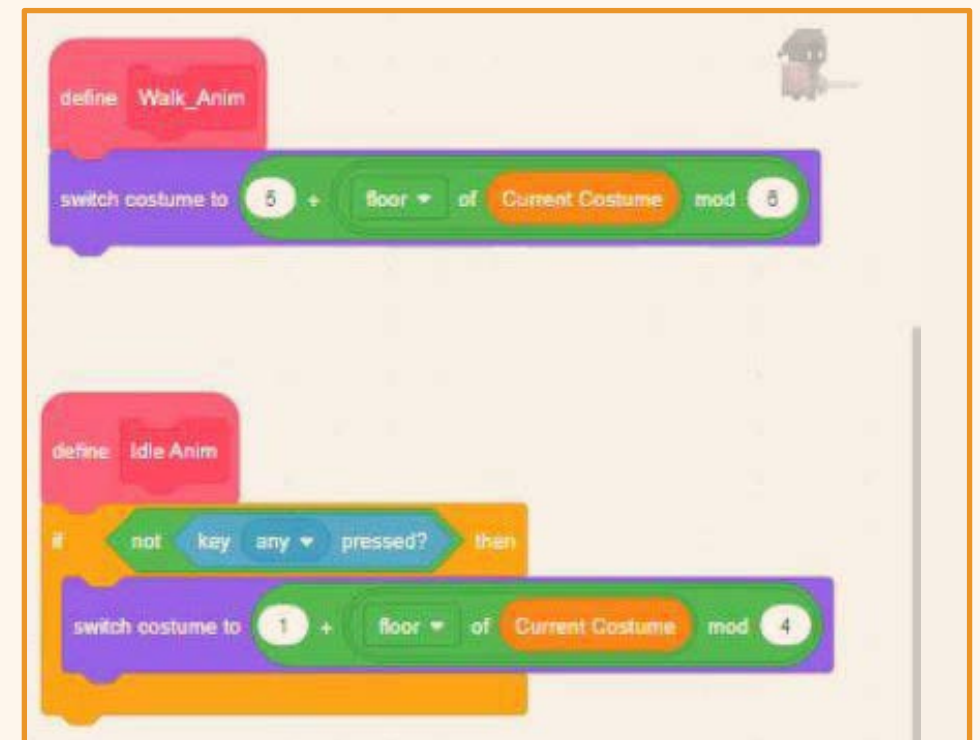 define Walk_Anim
switch costume to 5 + floor of Current Costume mod
define Idle Anim
if not key any pressed? then
switch costume to 1 + floor of Current Costume mod 4